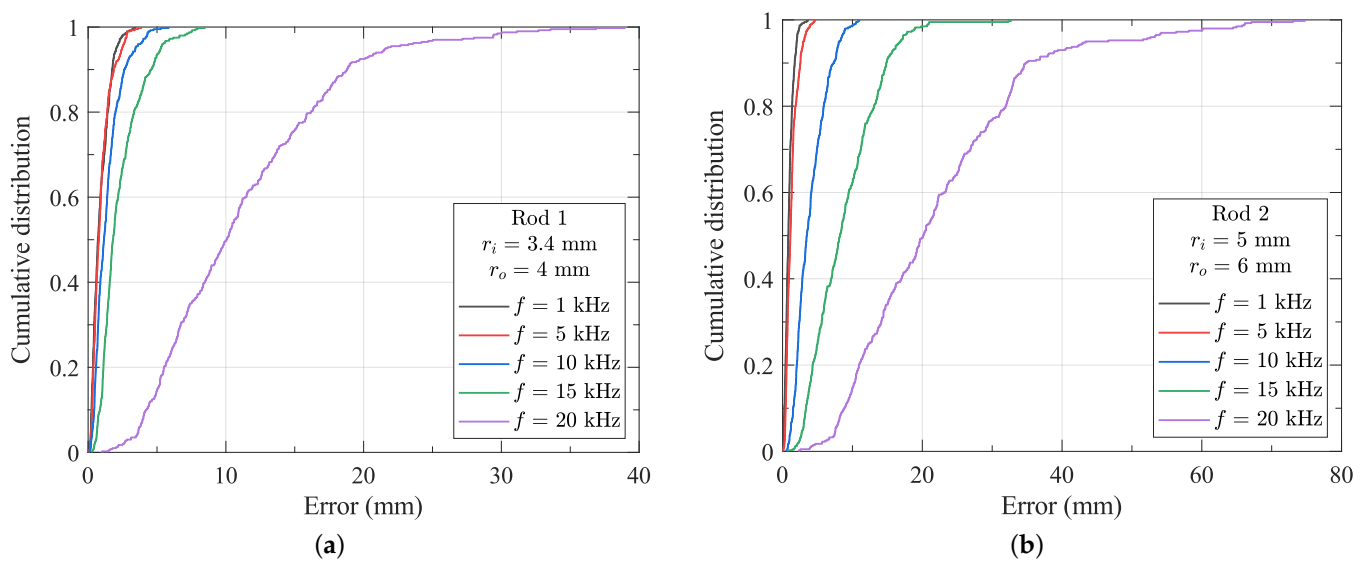 1
0.8
0.6
0.4
0.2
0
Cumulative distribution
0 10 20 30 40
Error (mm)
Rod 1
r_i = 3.4 mm
r_o = 4 mm
f = 1 kHz
f = 5 kHz
f = 10 kHz
f = 15 kHz
f = 20 kHz
(a)
1
0.8
0.6
0.4
0.2
0
Cumulative distribution
0 20 40 60 80
Error (mm)
Rod 2
r_i = 5 mm
r_o = 6 mm
f = 1 kHz
f = 5 kHz
f = 10 kHz
f = 15 kHz
f = 20 kHz
(b)